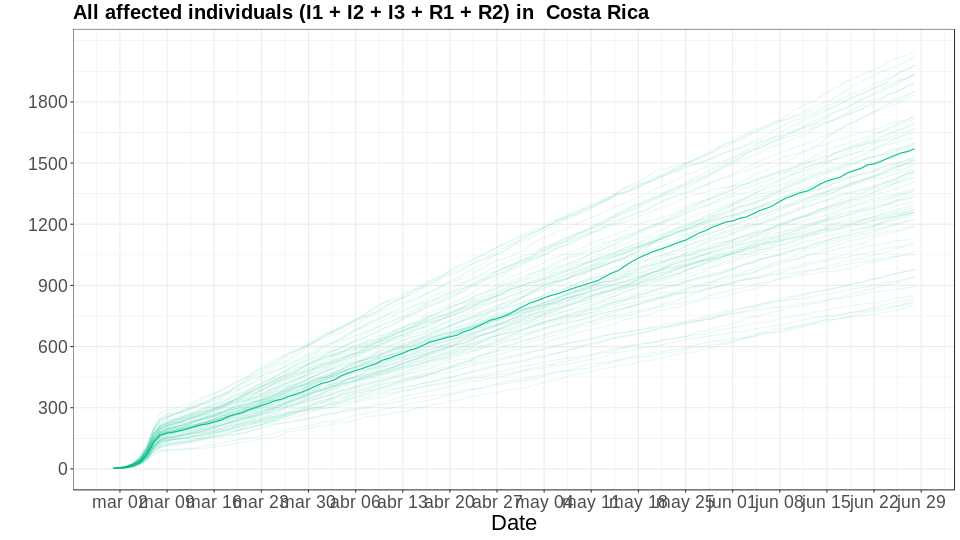 All affected individuals (I1 + I2 + I3 + R1 + R2) in  Costa Rica
1800
1500
1200
900
600
300
0
mar 02 mar 09 mar 16 mar 23 mar 30 abr 06 abr 13 abr 20 abr 27 may 04 may 11 may 18 may 25 jun 01 jun 08 jun 15 jun 22 jun 29
Date